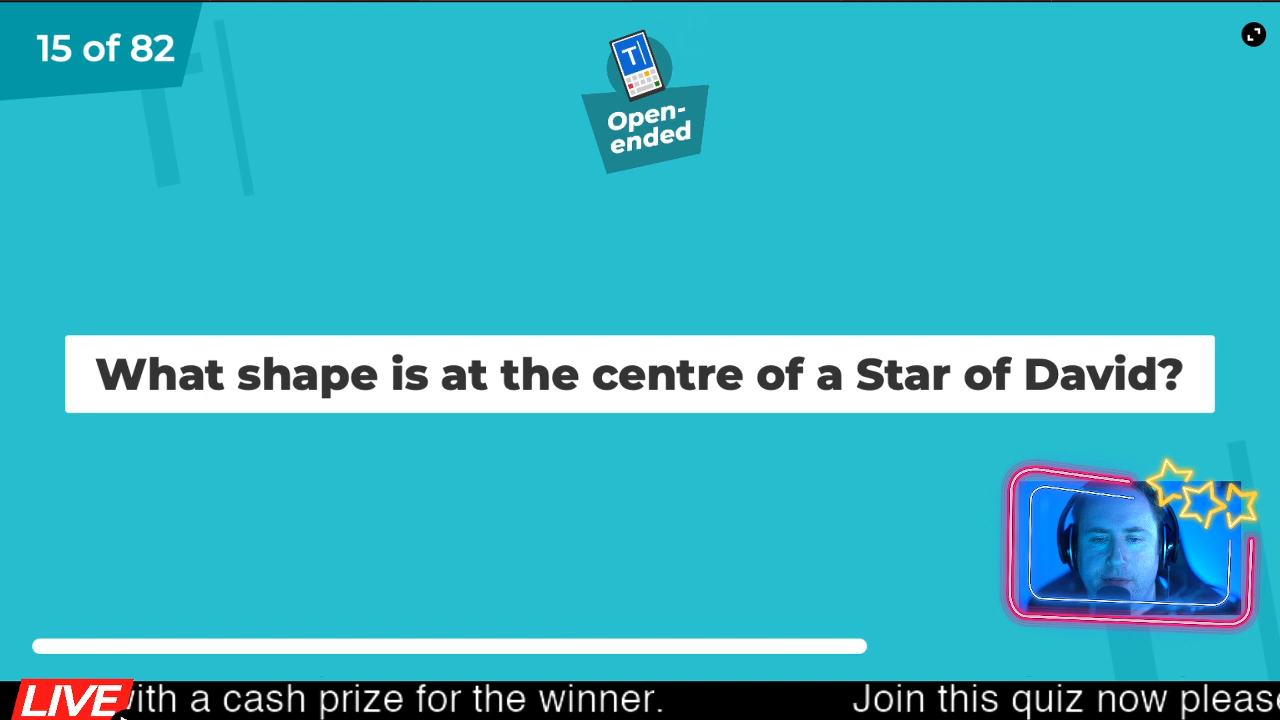 15 of 82
T
Open-
ended
What shape is at the centre of a Star of David?
LIVE
with a cash prize for the winner. Join this quiz now please